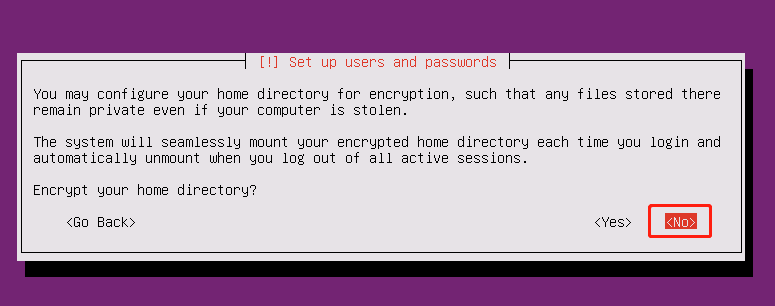 [!] Set up users and passwords
You may configure your home directory for encryption, such that any files stored there
remain private even if your computer is stolen.
The system will seamlessly mount your encrypted home directory each time you login and
automatically unmount when you log out of all active sessions.
Encrypt your home directory?
<Go Back> <Yes> <No>